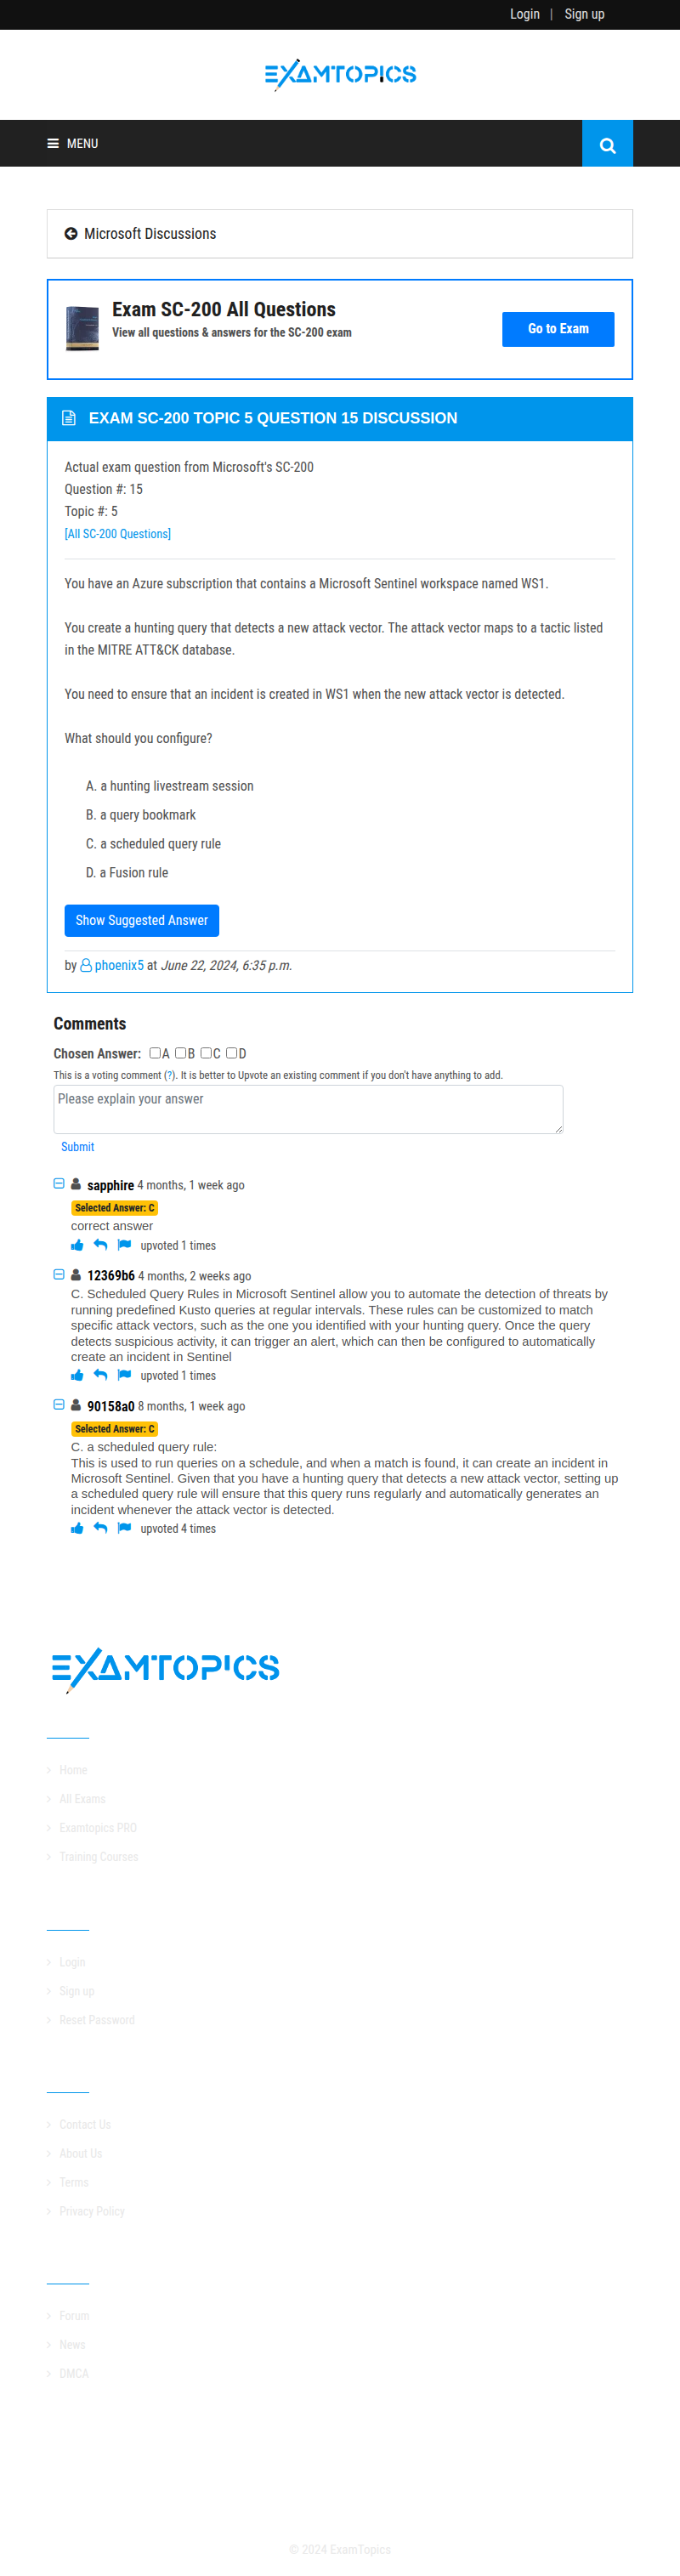 Login | Sign up
EXAMTOPICS
MENU
Microsoft Discussions
Exam SC-200 All Questions
View all questions & answers for the SC-200 exam
Go to Exam
EXAM SC-200 TOPIC 5 QUESTION 15 DISCUSSION
Actual exam question from Microsoft's SC-200
Question #: 15
Topic #: 5
[All SC-200 Questions]
You have an Azure subscription that contains a Microsoft Sentinel workspace named WS1.
You create a hunting query that detects a new attack vector. The attack vector maps to a tactic listed
in the MITRE ATT&CK database.
You need to ensure that an incident is created in WS1 when the new attack vector is detected.
What should you configure?
A. a hunting livestream session
B. a query bookmark
C. a scheduled query rule
D. a Fusion rule
Show Suggested Answer
by phoenix5 at June 22, 2024, 6:35 p.m.
Comments
Chosen Answer: A B C D
This is a voting comment (?). It is better to Upvote an existing comment if you don't have anything to add.
Please explain your answer
Submit
sapphire 4 months, 1 week ago
Selected Answer: C
correct answer
upvoted 1 times
12369b6 4 months, 2 weeks ago
C. Scheduled Query Rules in Microsoft Sentinel allow you to automate the detection of threats by
running predefined Kusto queries at regular intervals. These rules can be customized to match
specific attack vectors, such as the one you identified with your hunting query. Once the query
detects suspicious activity, it can trigger an alert, which can then be configured to automatically
create an incident in Sentinel
upvoted 1 times
90158a0 8 months, 1 week ago
Selected Answer: C
C. a scheduled query rule:
This is used to run queries on a schedule, and when a match is found, it can create an incident in
Microsoft Sentinel. Given that you have a hunting query that detects a new attack vector, setting up
a scheduled query rule will ensure that this query runs regularly and automatically generates an
incident whenever the attack vector is detected.
upvoted 4 times
EXAMTOPICS
Home
All Exams
Examtopics PRO
Training Courses
Login
Sign up
Reset Password
Contact Us
About Us
Terms
Privacy Policy
Forum
News
DMCA
© 2024 ExamTopics